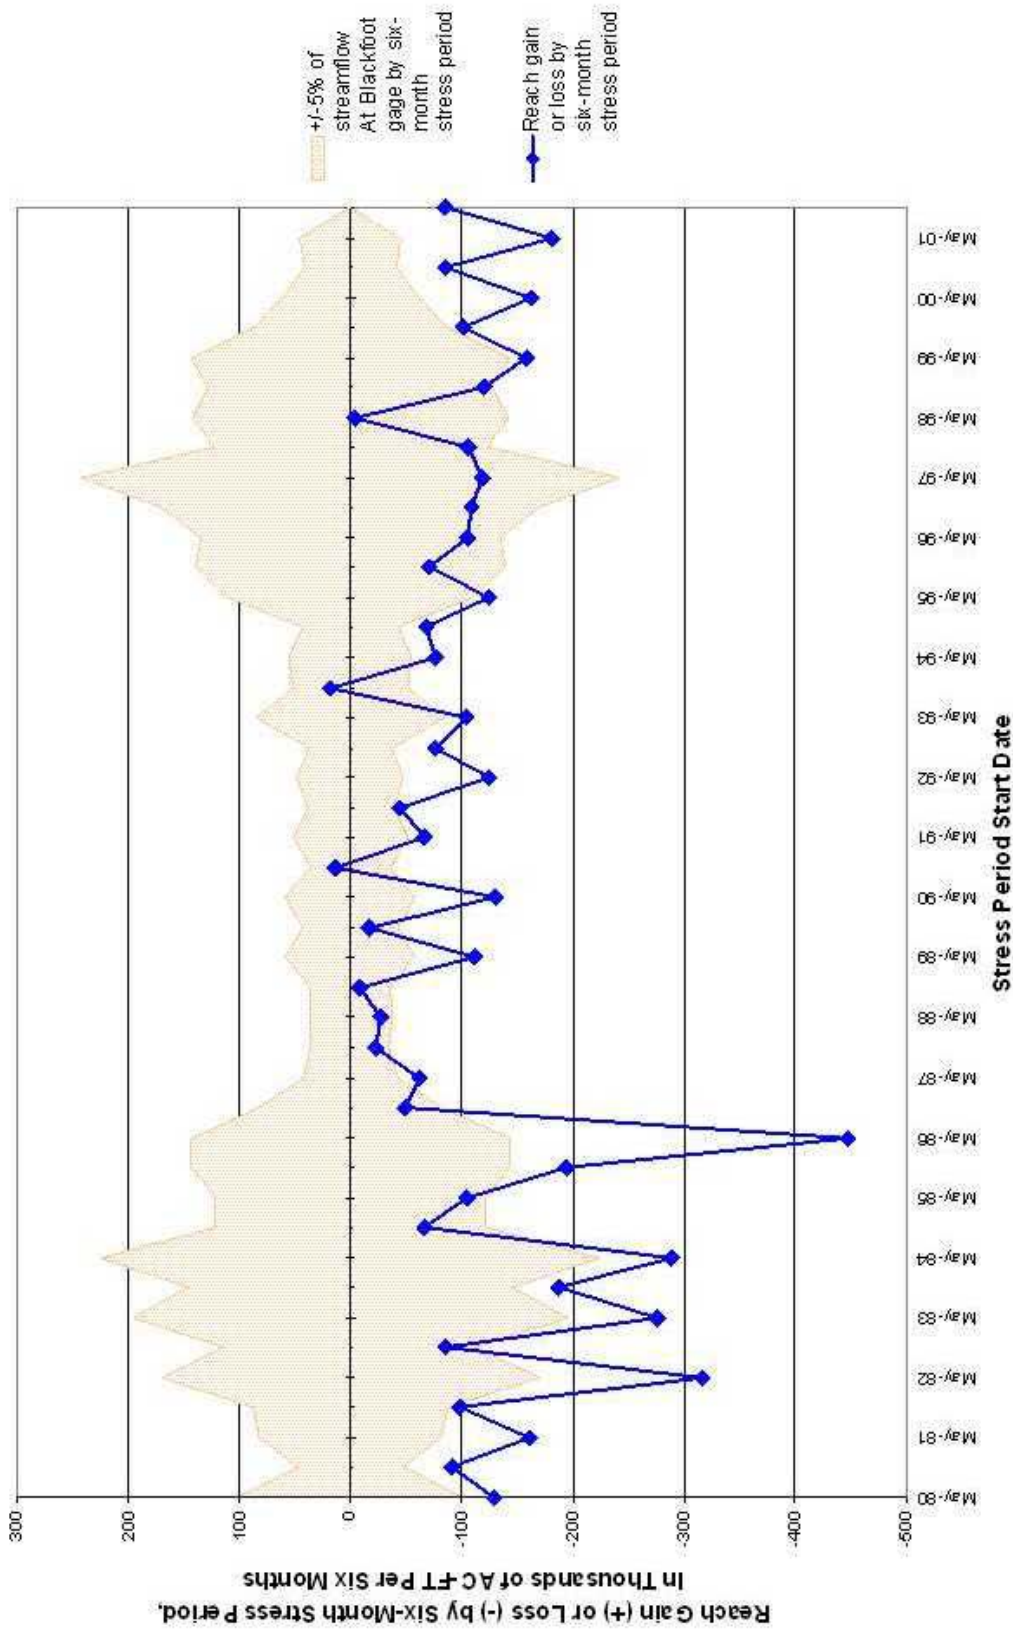 Reach Gain (+) or Loss (-) by Six-Month Stress Period,
In Thousands of AC-FT Per Six Months
300
200
100
0
-100
-200
-300
-400
-500
May-80
May-81
May-82
May-83
May-84
May-85
May-86
May-87
May-88
May-89
May-90
May-91
May-92
May-93
May-94
May-95
May-96
May-97
May-98
May-99
May-00
May-01
Stress Period Start Date
+/-5% of
streamflow
At Blackfoot
gage by six-
month
stress period
Reach gain
or loss by
six-month
stress period